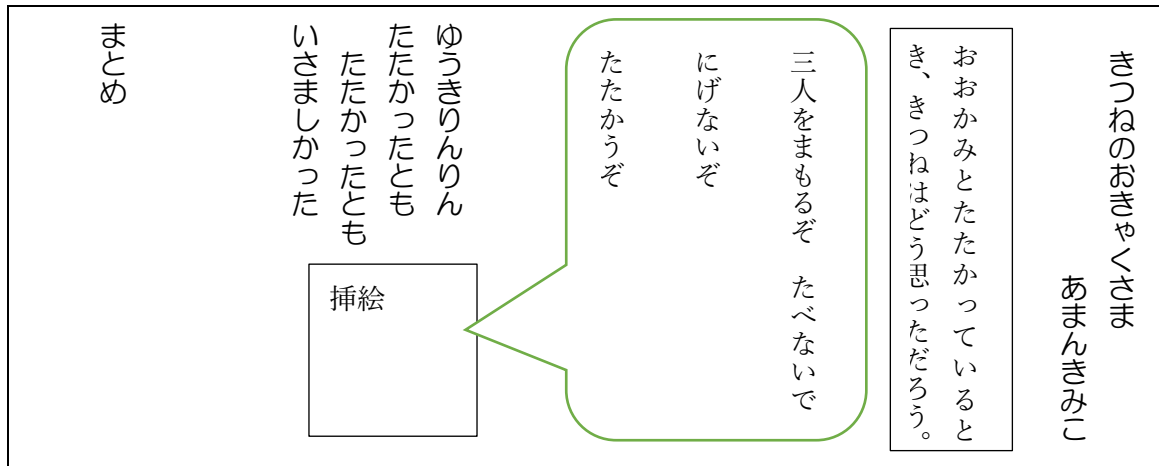 きつねのおきゃくさま
あまんきみこ
おおかみとたたかっていると
き、きつねはどう思っただろう。
三人をまもるぞ　たべないで
にげないぞ
たたかうぞ
ゆうきりんりん
たたかったとも
たたかったとも
いさましかった
挿絵
まとめ